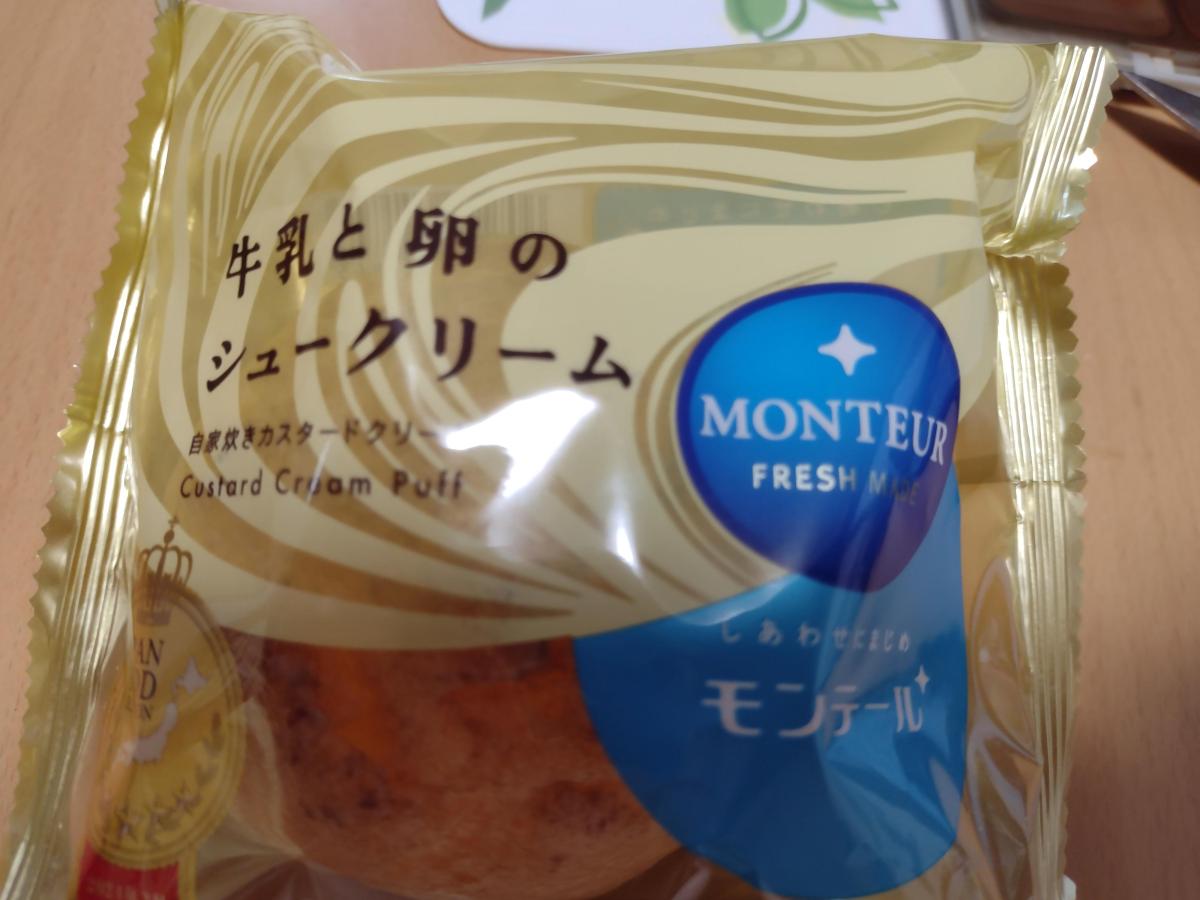 牛乳と卵の
シュークリーム
自家炊きカスタードクリー
Custard Cream Puff
MONTEUR
FRESH MADE
しあわせにまじめ
モンテール